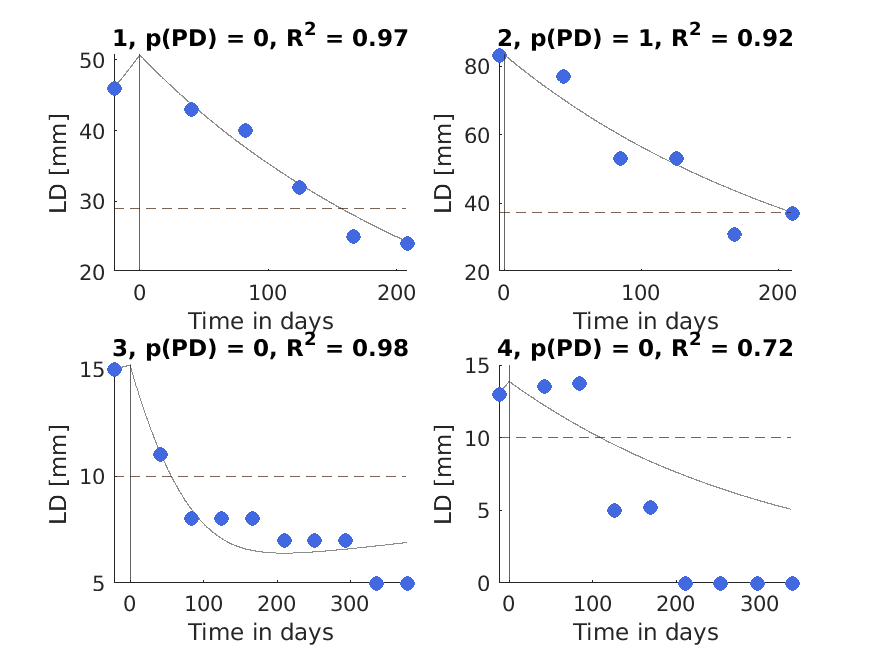 1, p(PD) = 0, R² = 0.97
LD [mm]
50
40
30
20
0 100 200
Time in days
2, p(PD) = 1, R² = 0.92
LD [mm]
80
60
40
20
0 100 200
Time in days
3, p(PD) = 0, R² = 0.98
LD [mm]
15
10
5
0 100 200 300
Time in days
4, p(PD) = 0, R² = 0.72
LD [mm]
15
10
5
0
0 100 200 300
Time in days